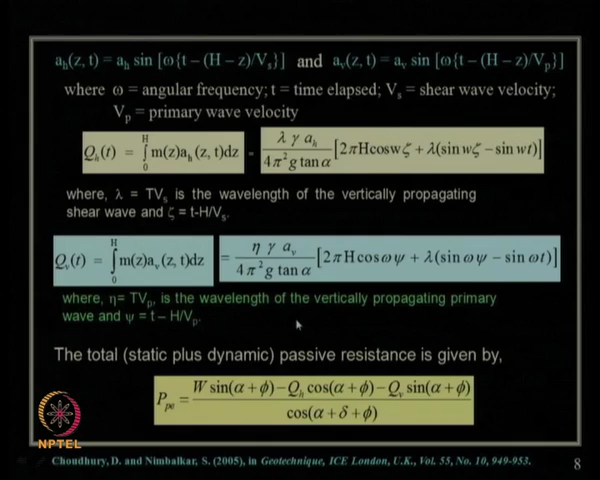 a_h(z, t) = a_h sin [ω{t – (H – z)/V_s}] and a_v(z, t) = a_v sin [ω{t – (H – z)/V_p}]
where ω = angular frequency; t = time elapsed; V_s = shear wave velocity;
V_p = primary wave velocity
Q_h(t) = ∫_0^H m(z)a_h(z, t)dz = (λ γ a_h)/(4π²g tan α) [2πHcoswζ + λ(sin wζ – sin wt)]
where, λ = TV_s is the wavelength of the vertically propagating
shear wave and ζ = t-H/V_s.
Q_v(t) = ∫_0^H m(z)a_v(z, t)dz = (η γ a_v)/(4π²g tan α) [2πH cos ωψ + λ(sin ωψ – sin ωt)]
where, η= TV_p, is the wavelength of the vertically propagating primary
wave and ψ = t – H/V_p.
The total (static plus dynamic) passive resistance is given by,
P_pe = (W sin(α + φ) – Q_h cos(α + φ) – Q_v sin(α + φ))/(cos(α + δ + φ))
NPTEL
Choudhury, D. and Nimbalkar, S. (2005), in Geotechnique, ICE London, U.K., Vol. 55, No. 10, 949-953.
8